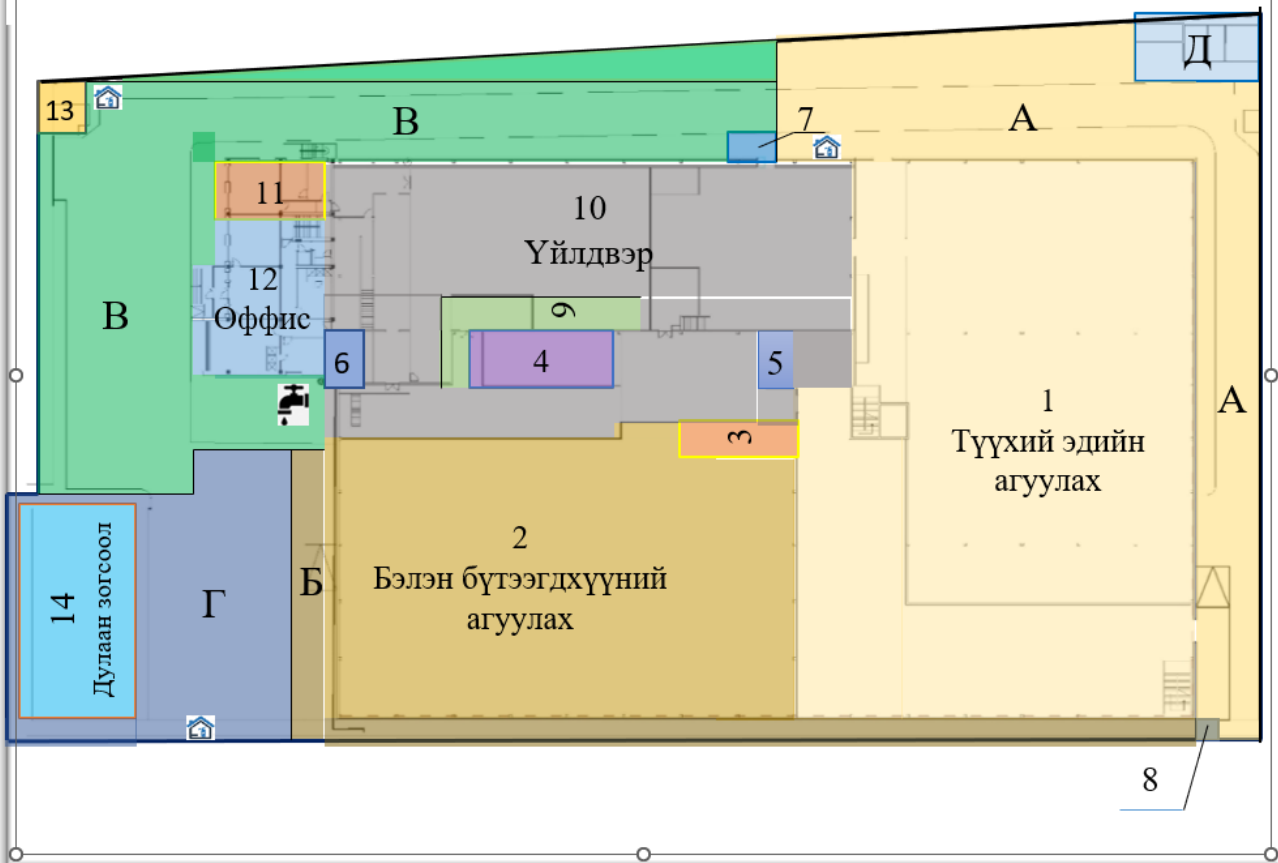 Д
13
В
7
А
11
10
Үйлдвэр
12
Оффис
В
9
6
4
5
1
Түүхий эдийн
агуулах
А
3
2
Бэлэн бүтээгдхүүний
агуулах
Б
Г
14
Дулаан зогсоол
8